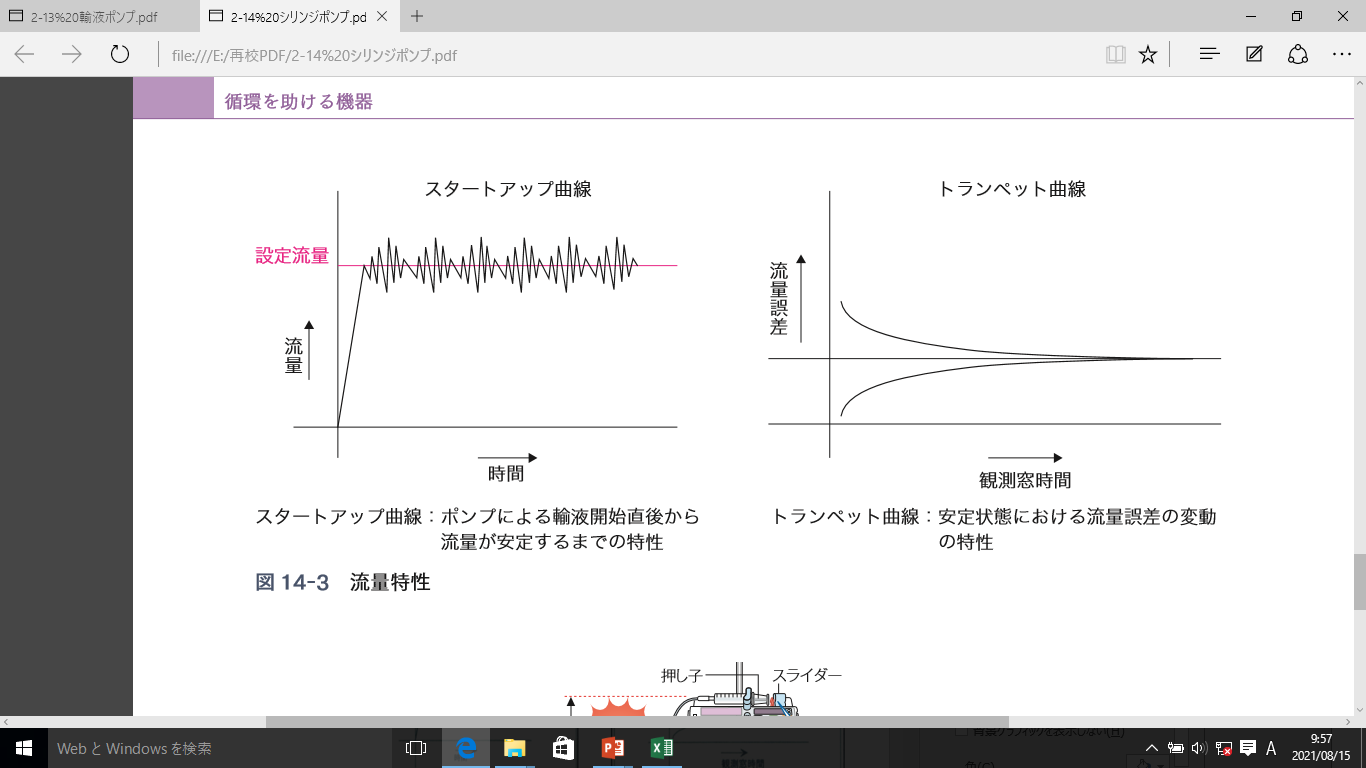 2-13%20輸液ポンプ.pdf
2-14%20シリンジポンプ.pd
file:///E:/再校PDF/2-14%20シリンジポンプ.pdf
循環を助ける機器
スタートアップ曲線
設定流量
流量
時間
トランペット曲線
流量誤差
観測窓時間
スタートアップ曲線：ポンプによる輸液開始直後から
流量が安定するまでの特性
トランペット曲線：安定状態における流量誤差の変動
の特性
図 14-3 流量特性
押し子
スライダー
Web と Windows を検索
A
9:57
2021/08/15